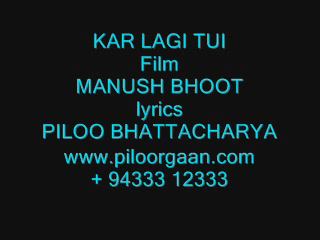 KAR LAGI TUI
Film
MANUSH BHOOT
lyrics
PILOO BHATTACHARYA
www.piloorgaan.com
+ 94333 12333